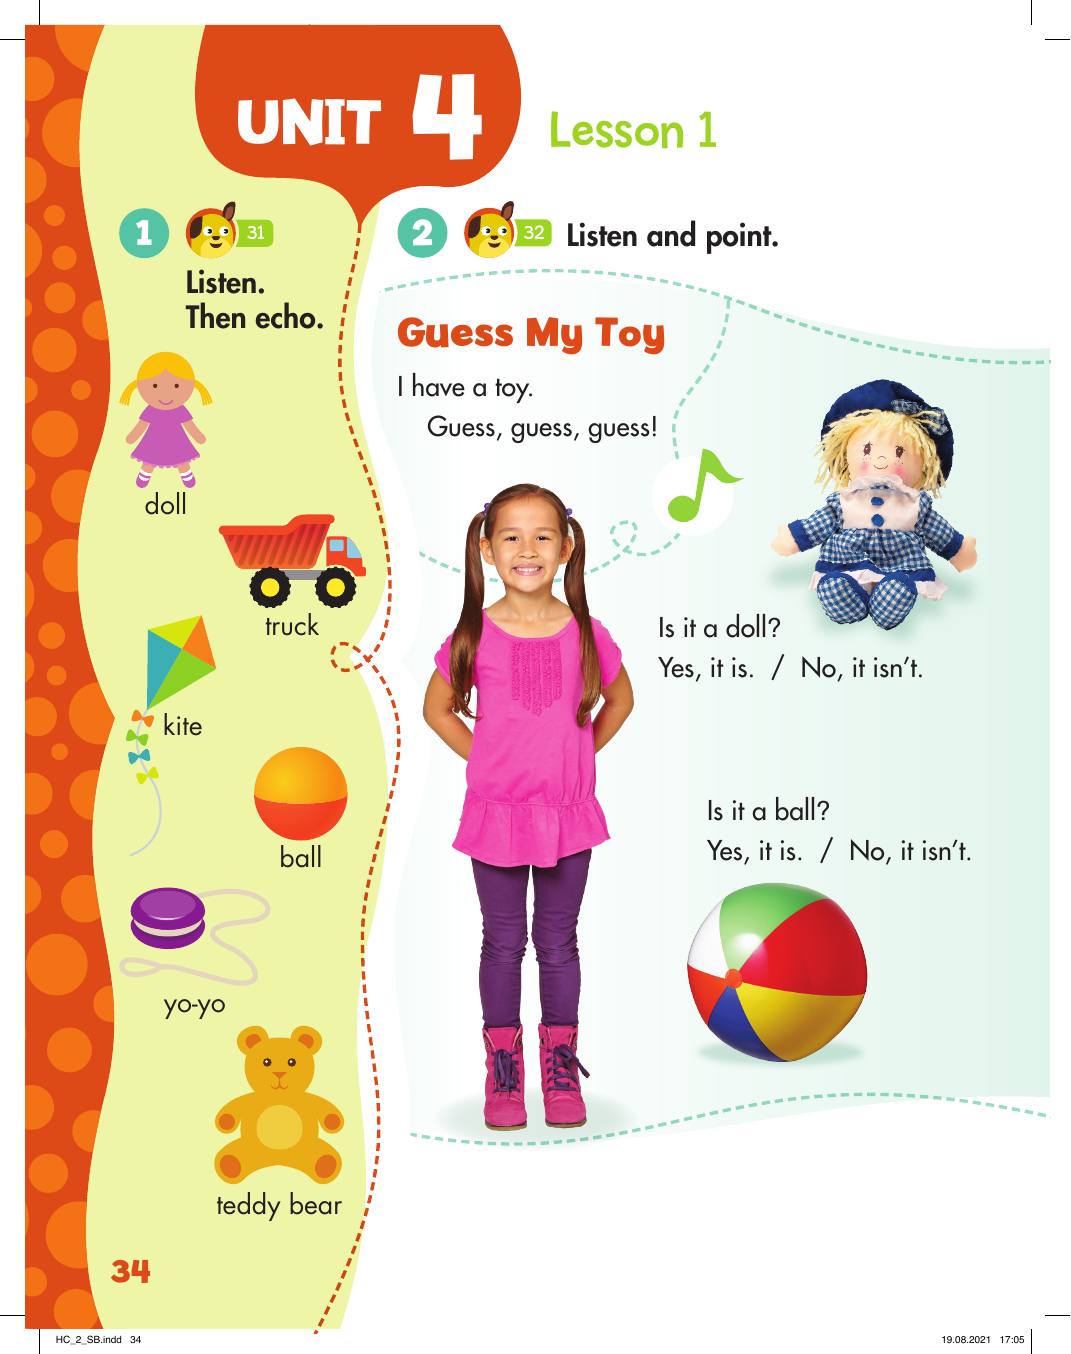 UNIT 4
Lesson 1
1
31
Listen.
Then echo.
doll
truck
kite
ball
yo-yo
teddy bear
2
32
Listen and point.
Guess My Toy
I have a toy.
Guess, guess, guess!
Is it a doll?
Yes, it is. / No, it isn't.
Is it a ball?
Yes, it is. / No, it isn't.
34
HC_2_SB.indd 34
19.08.2021 17:05